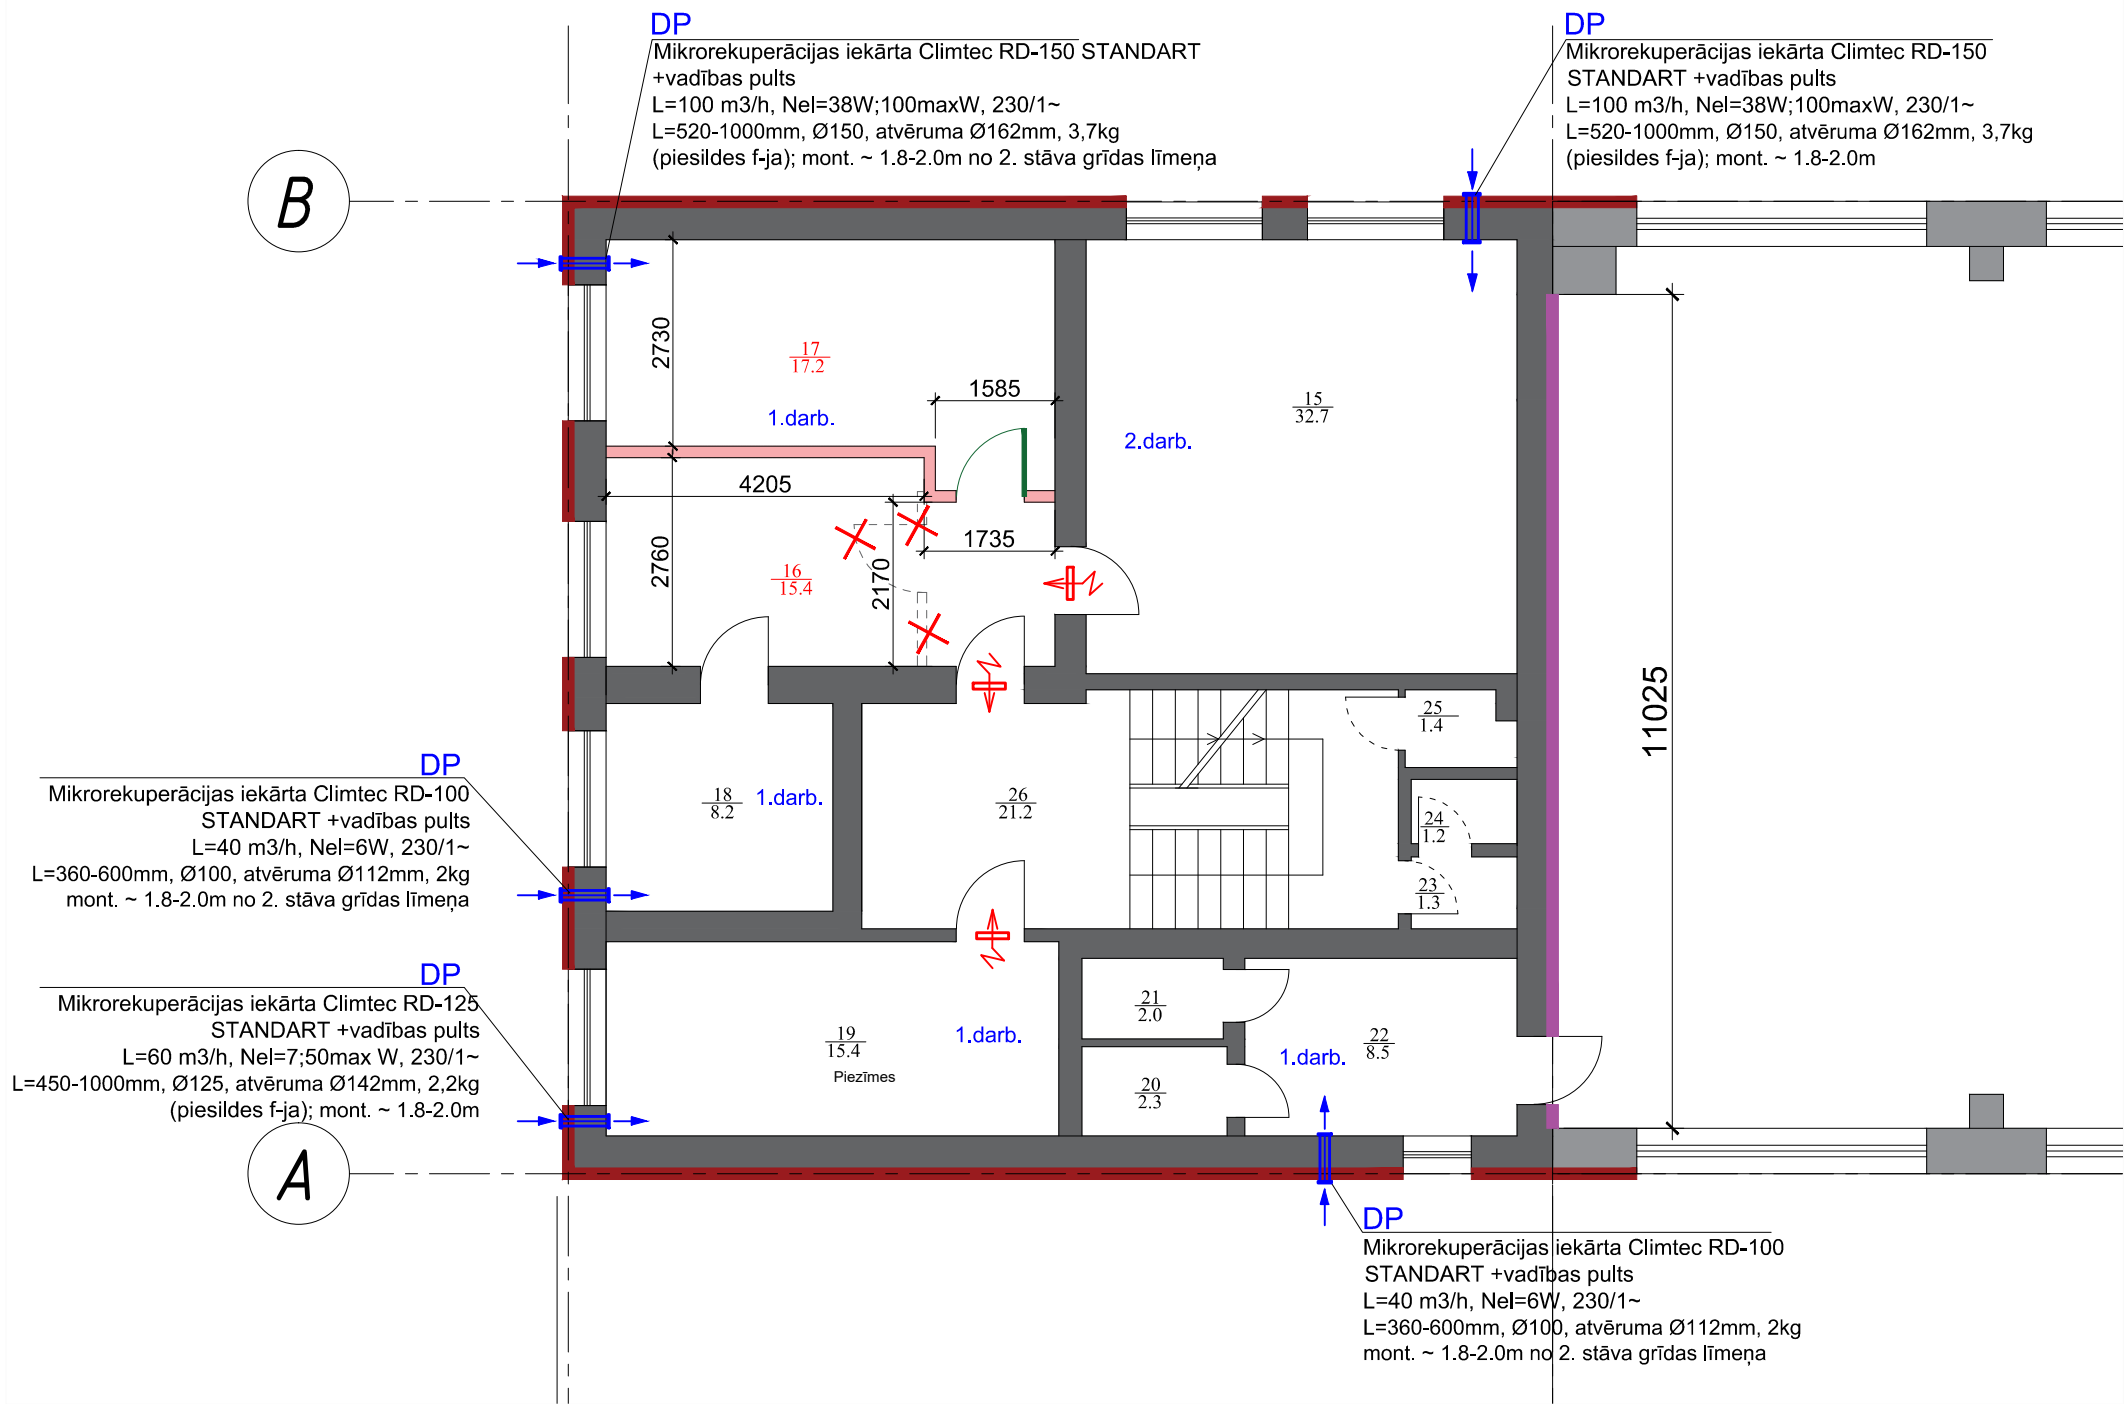 DP
Mikrorekuperācijas iekārta Climtec RD-150 STANDART
+vadības pults
L=100 m3/h, Nel=38W;100maxW, 230/1~
L=520-1000mm, Ø150, atvēruma Ø162mm, 3,7kg
(piesildes f-ja); mont. ~ 1.8-2.0m no 2. stāva grīdas līmeņa
DP
Mikrorekuperācijas iekārta Climtec RD-150
STANDART +vadības pults
L=100 m3/h, Nel=38W;100maxW, 230/1~
L=520-1000mm, Ø150, atvēruma Ø162mm, 3,7kg
(piesildes f-ja); mont. ~ 1.8-2.0m
B
2730
17
17.2
1.darb.
1585
15
32.7
2.darb.
4205
2760
16
15.4
2170
1735
11025
DP
Mikrorekuperācijas iekārta Climtec RD-100
STANDART +vadības pults
L=40 m3/h, Nel=6W, 230/1~
L=360-600mm, Ø100, atvēruma Ø112mm, 2kg
mont. ~ 1.8-2.0m no 2. stāva grīdas līmeņa
18
8.2
1.darb.
26
21.2
25
1.4
24
1.2
23
1.3
DP
Mikrorekuperācijas iekārta Climtec RD-125
STANDART +vadības pults
L=60 m3/h, Nel=7;50max W, 230/1~
L=450-1000mm, Ø125, atvēruma Ø142mm, 2,2kg
(piesildes f-ja); mont. ~ 1.8-2.0m
19
15.4
Piezīmes
1.darb.
21
2.0
20
2.3
1.darb.
22
8.5
A
DP
Mikrorekuperācijas iekārta Climtec RD-100
STANDART +vadības pults
L=40 m3/h, Nel=6W, 230/1~
L=360-600mm, Ø100, atvēruma Ø112mm, 2kg
mont. ~ 1.8-2.0m no 2. stāva grīdas līmeņa